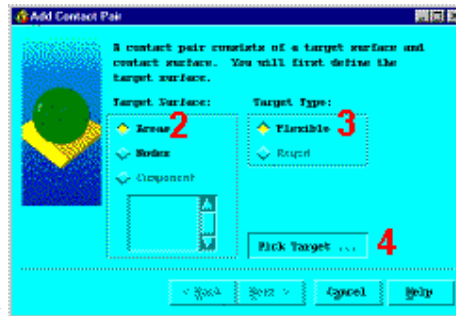 Add Contact Pair
A contact pair consists of a target surface and
contact surface. You will first define the
target surface.
Target Surface:
Target Type:
Areas 2
Flexible 3
Nodes
Rigid
Component
Pick Target ... 4
< Back
Next >
Cancel
Help